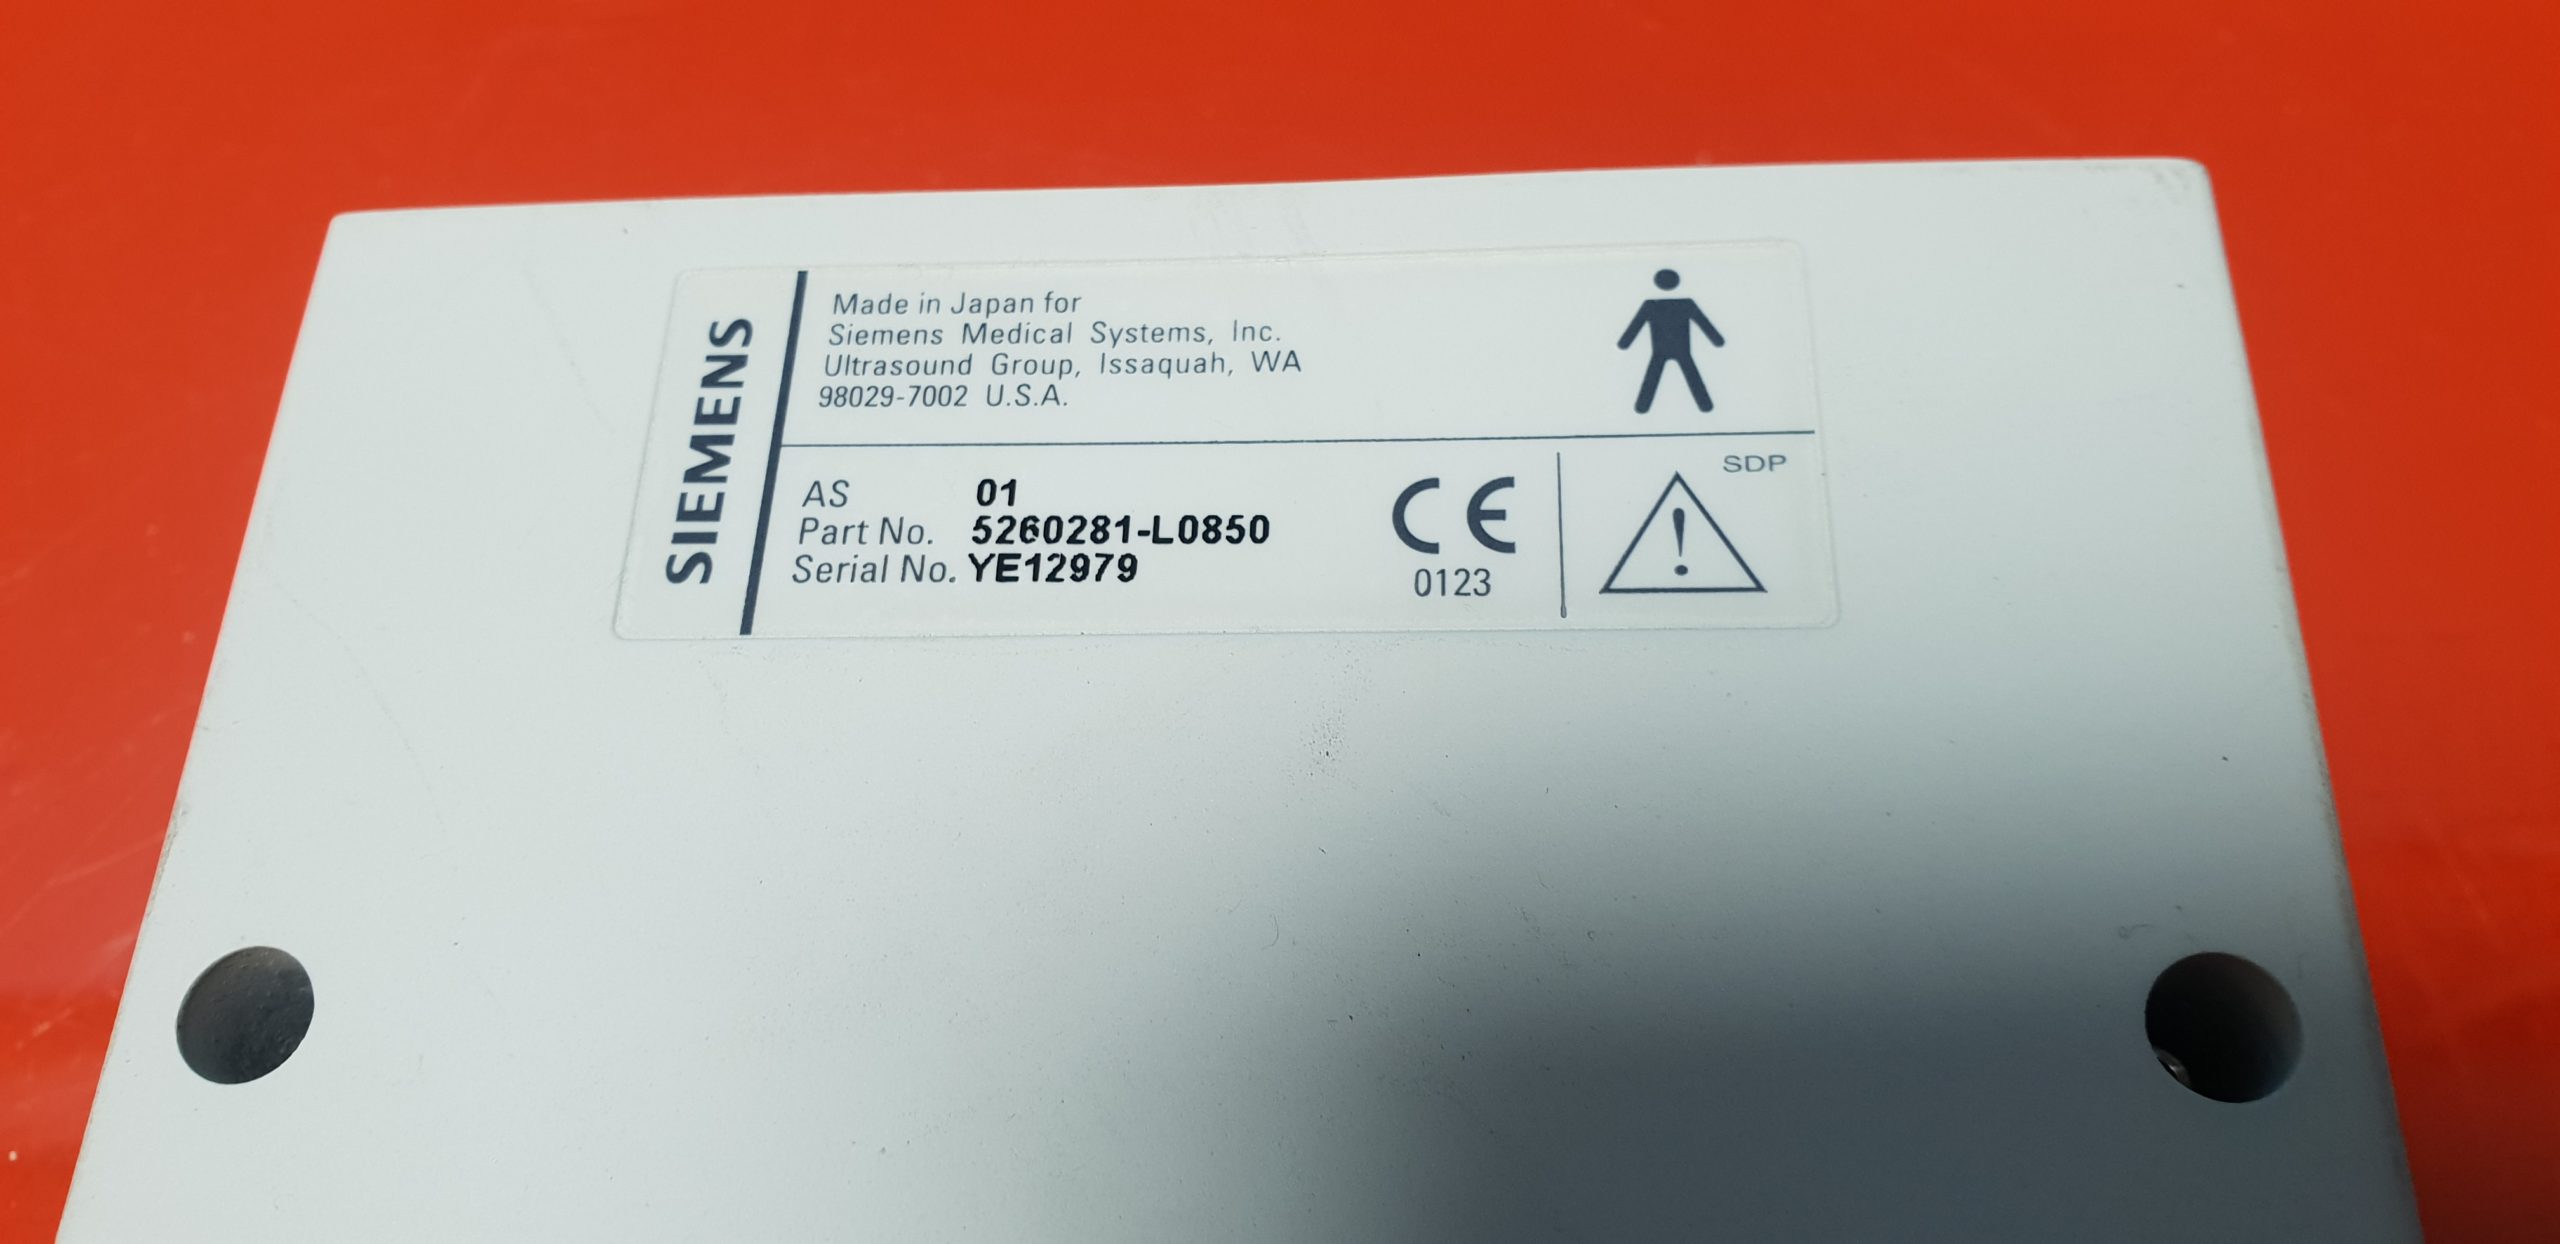 SIEMENS
Made in Japan for
Siemens Medical Systems, Inc.
Ultrasound Group, Issaquah, WA
98029-7002 U.S.A.
AS 01
Part No. 5260281-L0850
Serial No. YE12979
CE
0123
SDP
!